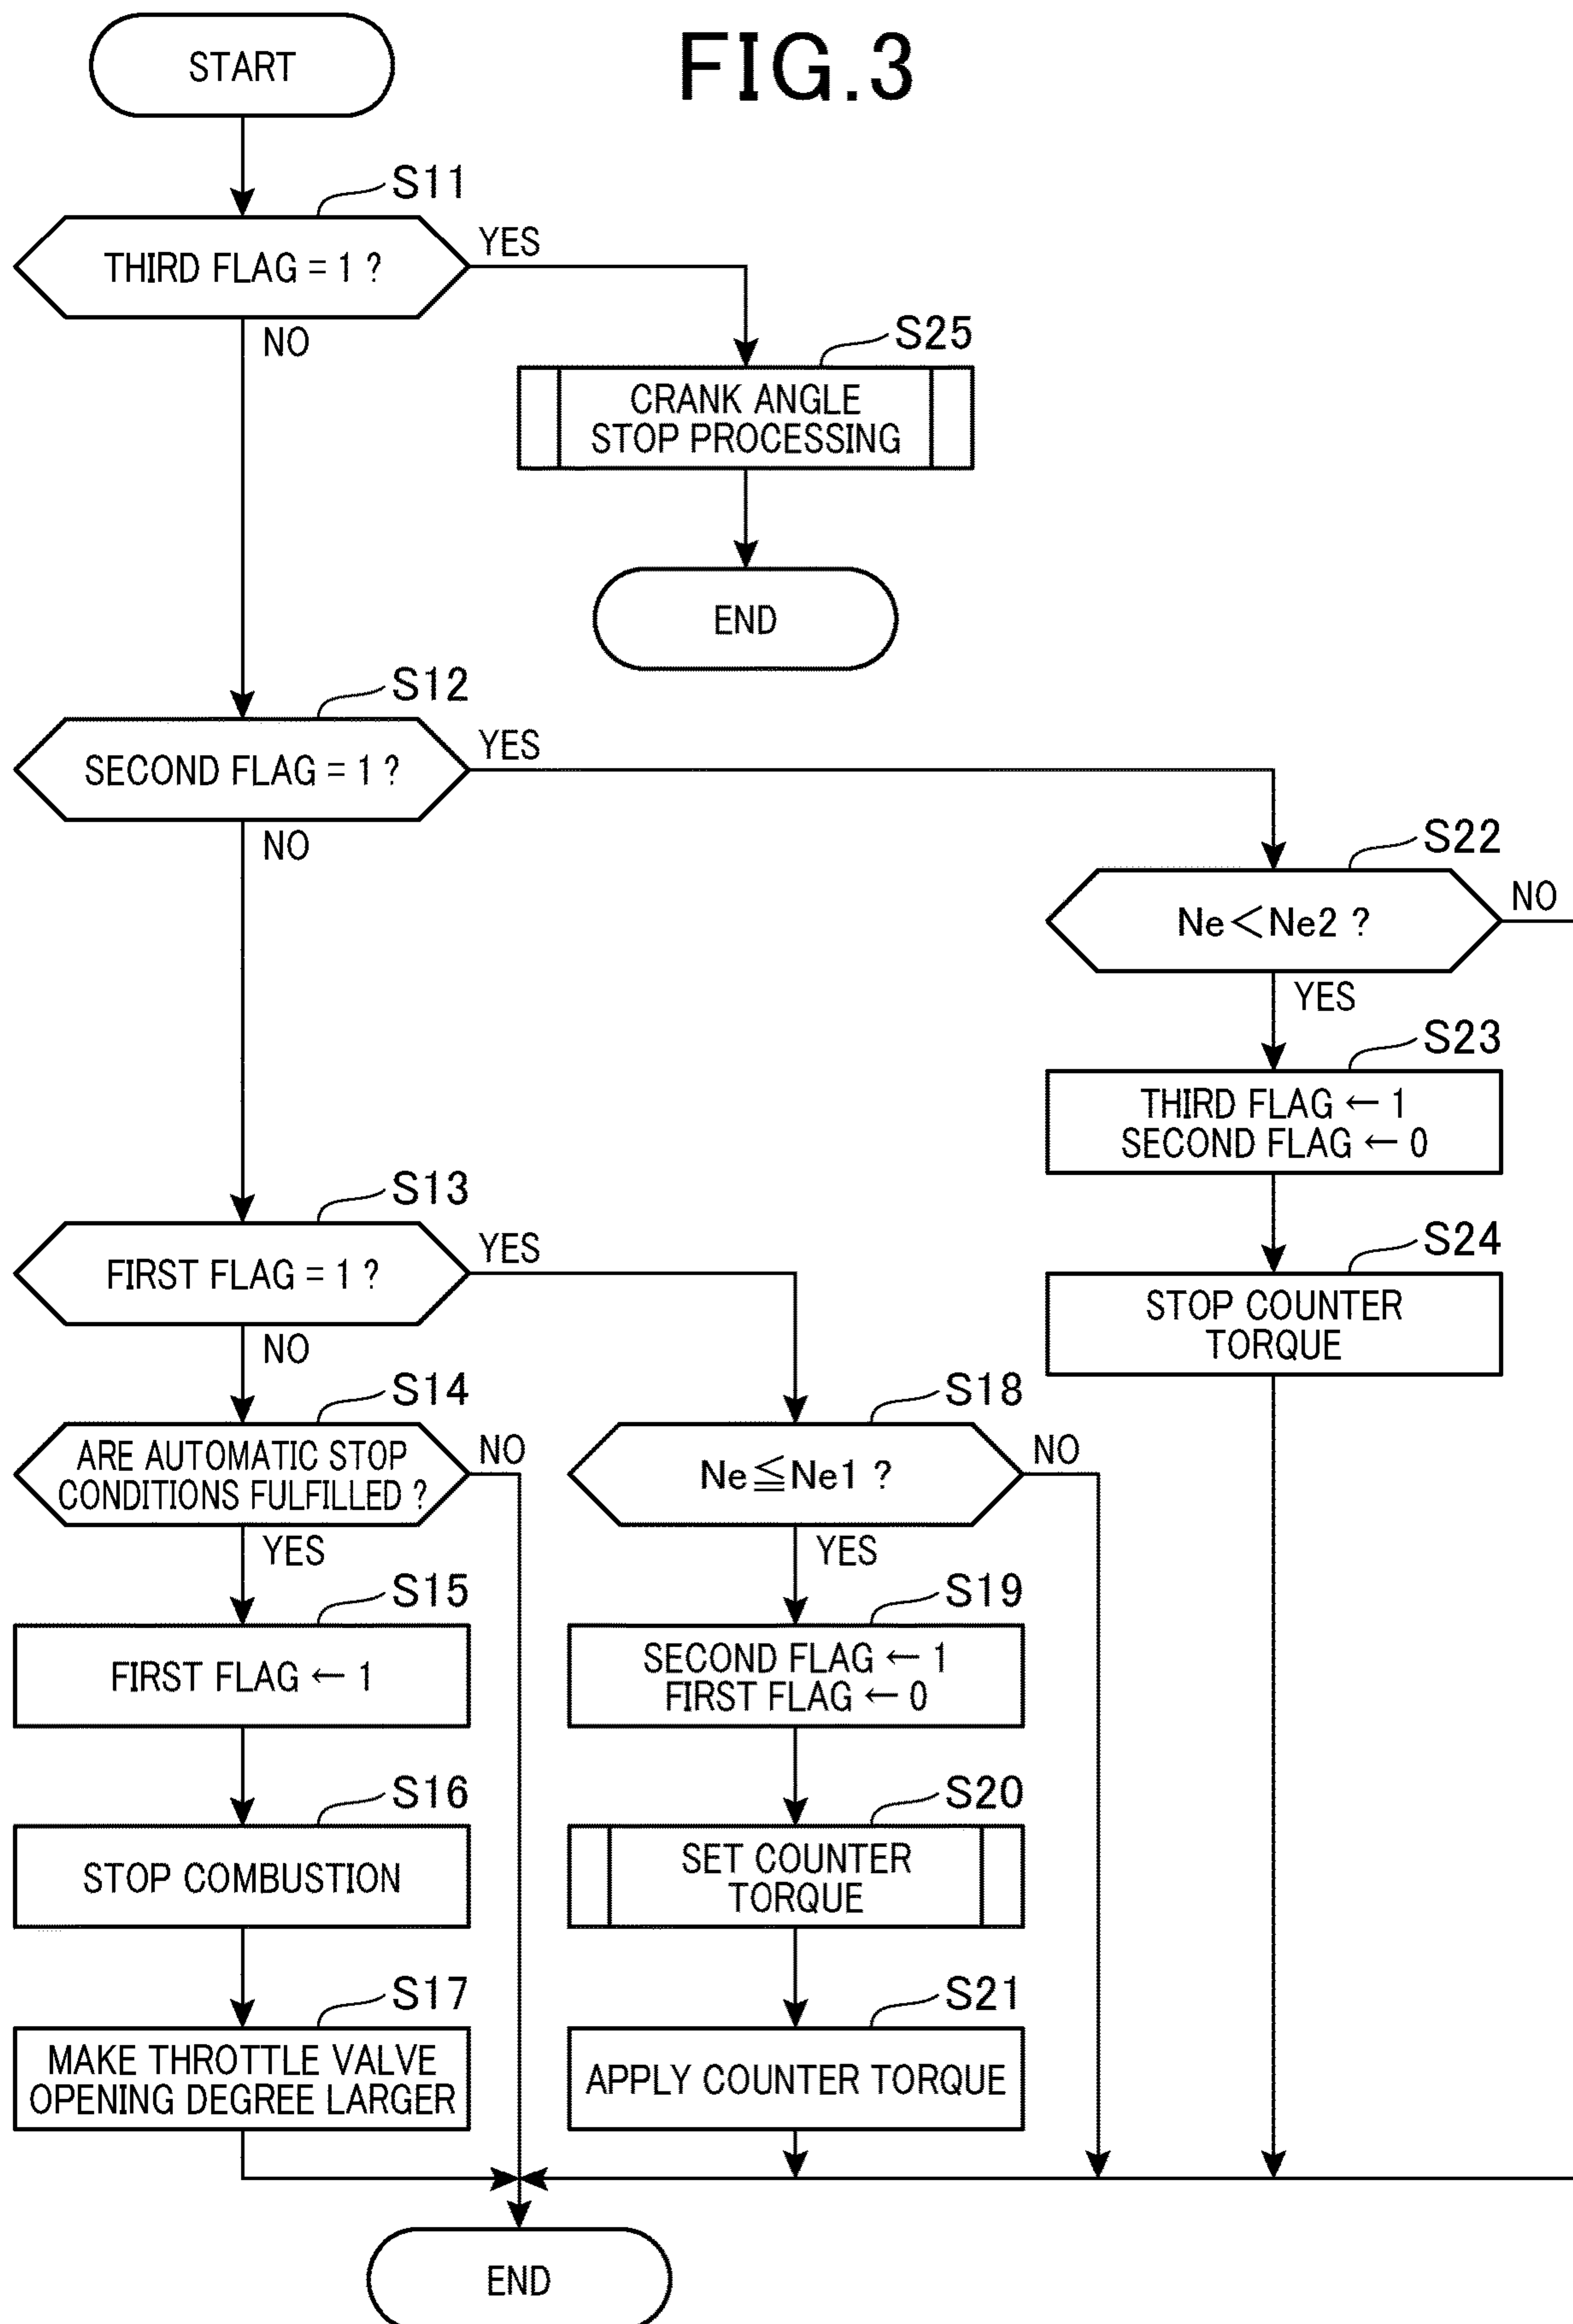 FIG.3
START
S11
THIRD FLAG = 1 ?
YES
NO
S25
CRANK ANGLE
STOP PROCESSING
END
S12
SECOND FLAG = 1 ?
YES
NO
S22
Ne<Ne2 ?
NO
YES
S23
THIRD FLAG ← 1
SECOND FLAG ← 0
S24
STOP COUNTER
TORQUE
S13
FIRST FLAG = 1 ?
YES
NO
S14
ARE AUTOMATIC STOP
CONDITIONS FULFILLED ?
NO
YES
S15
FIRST FLAG ← 1
S16
STOP COMBUSTION
S17
MAKE THROTTLE VALVE
OPENING DEGREE LARGER
S18
Ne≦Ne1 ?
NO
YES
S19
SECOND FLAG ← 1
FIRST FLAG ← 0
S20
SET COUNTER
TORQUE
S21
APPLY COUNTER TORQUE
END